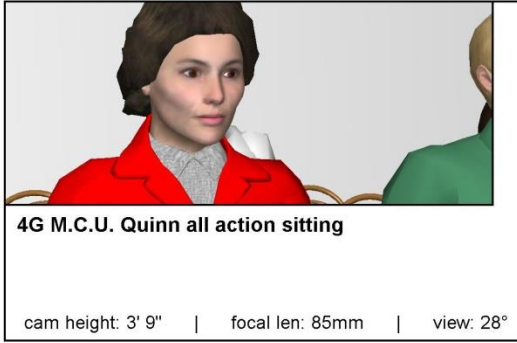 4G M.C.U. Quinn all action sitting
cam height: 3' 9" | focal len: 85mm | view: 28°